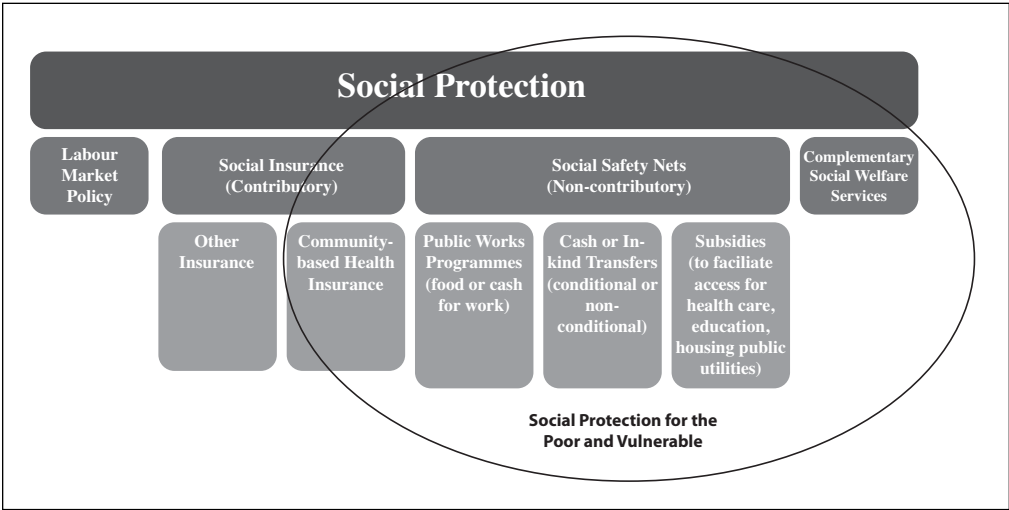 Social Protection
Labour
Market
Policy
Social Insurance
(Contributory)
Social Safety Nets
(Non-contributory)
Complementary
Social Welfare
Services
Other
Insurance
Community-
based Health
Insurance
Public Works
Programmes
(food or cash
for work)
Cash or In-
kind Transfers
(conditional or
non-
conditional)
Subsidies
(to faciliate
access for
health care,
education,
housing public
utilities)
Social Protection for the
Poor and Vulnerable